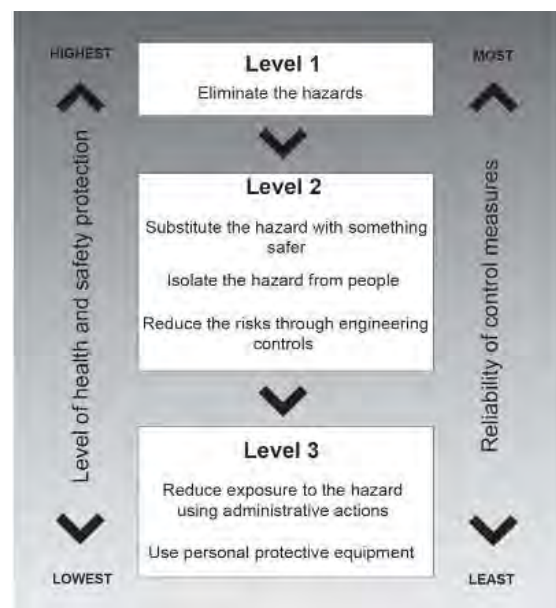 HIGHEST
MOST
Level 1
Eliminate the hazards
Level of health and safety protection
Reliability of control measures
Level 2
Substitute the hazard with something
safer
Isolate the hazard from people
Reduce the risks through engineering
controls
Level 3
Reduce exposure to the hazard
using administrative actions
Use personal protective equipment
LOWEST
LEAST